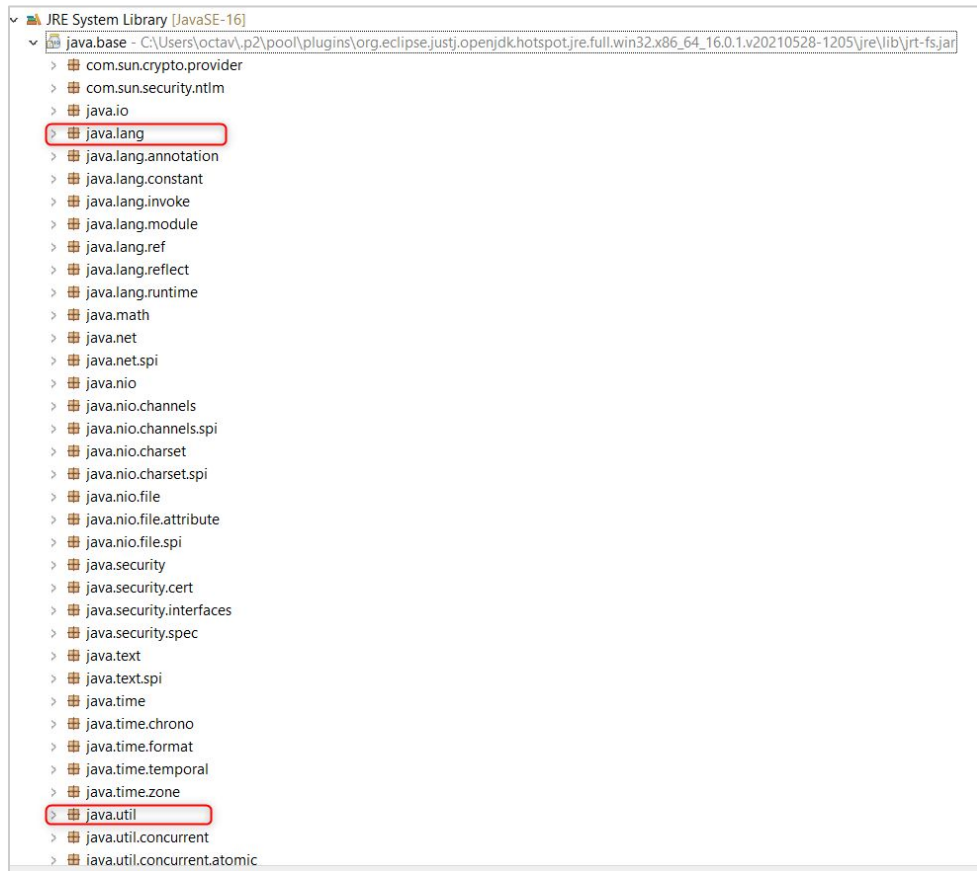 JRE System Library [JavaSE-16]
java.base - C:\Users\octav\.p2\pool\plugins\org.eclipse.justj.openjdk.hotspot.jre.full.win32.x86_64_16.0.1.v20210528-1205\jre\lib\jrt-fs.jar
com.sun.crypto.provider
com.sun.security.ntlm
java.io
java.lang
java.lang.annotation
java.lang.constant
java.lang.invoke
java.lang.module
java.lang.ref
java.lang.reflect
java.lang.runtime
java.math
java.net
java.net.spi
java.nio
java.nio.channels
java.nio.channels.spi
java.nio.charset
java.nio.charset.spi
java.nio.file
java.nio.file.attribute
java.nio.file.spi
java.security
java.security.cert
java.security.interfaces
java.security.spec
java.text
java.text.spi
java.time
java.time.chrono
java.time.format
java.time.temporal
java.time.zone
java.util
java.util.concurrent
java.util.concurrent.atomic